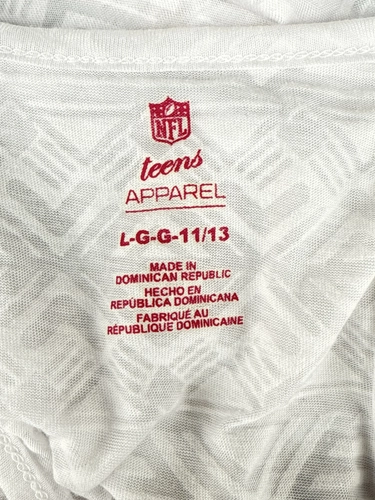 NFL
teens
APPAREL
L-G-G-11/13
MADE IN
DOMINICAN REPUBLIC
HECHO EN
REPÚBLICA DOMINICANA
FABRIQUÉ AU
RÉPUBLIQUE DOMINICAINE